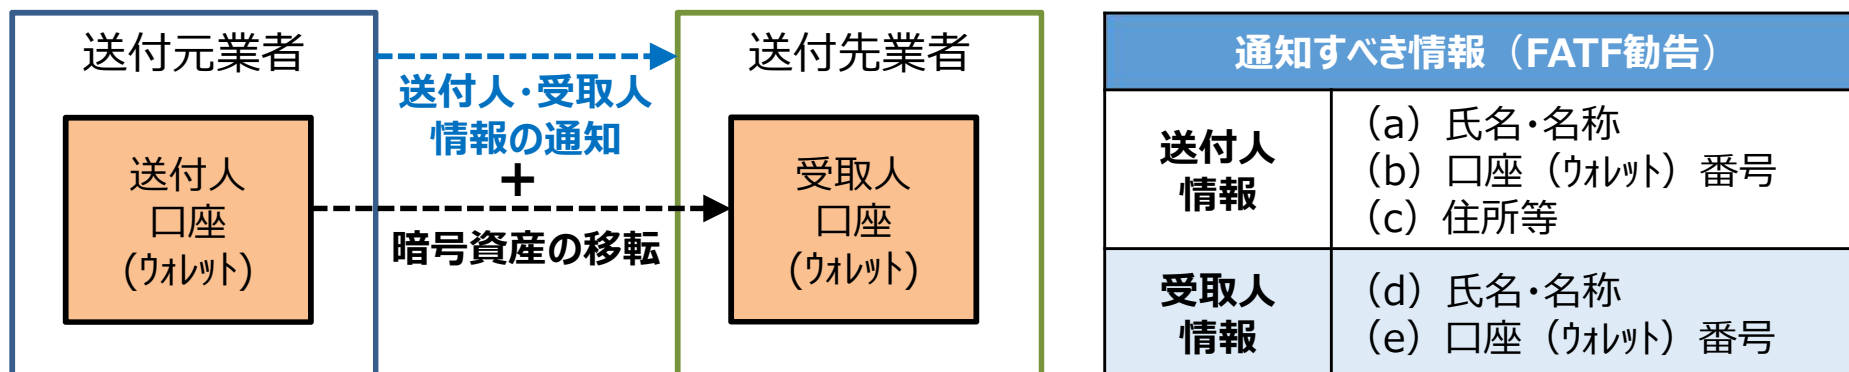 送付元業者
送付人
口座
(ｳｫﾚｯﾄ)
送付人･受取人
情報の通知
+
暗号資産の移転
送付先業者
受取人
口座
(ｳｫﾚｯﾄ)
通知すべき情報（FATF勧告）
送付人
情報
（a）氏名･名称
（b）口座（ｳｫﾚｯﾄ）番号
（c）住所等
受取人
情報
（d）氏名･名称
（e）口座（ｳｫﾚｯﾄ）番号